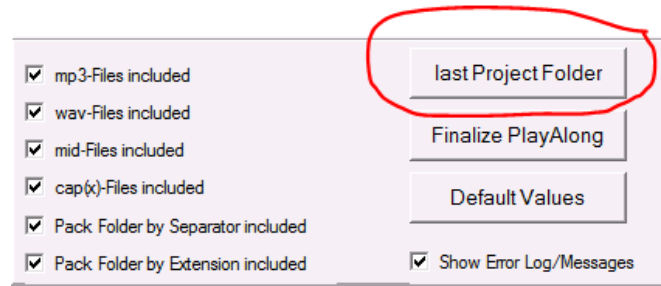 mp3-Files included
wav-Files included
mid-Files included
cap(x)-Files included
Pack Folder by Separator included
Pack Folder by Extension included
last Project Folder
Finalize PlayAlong
Default Values
Show Error Log/Messages